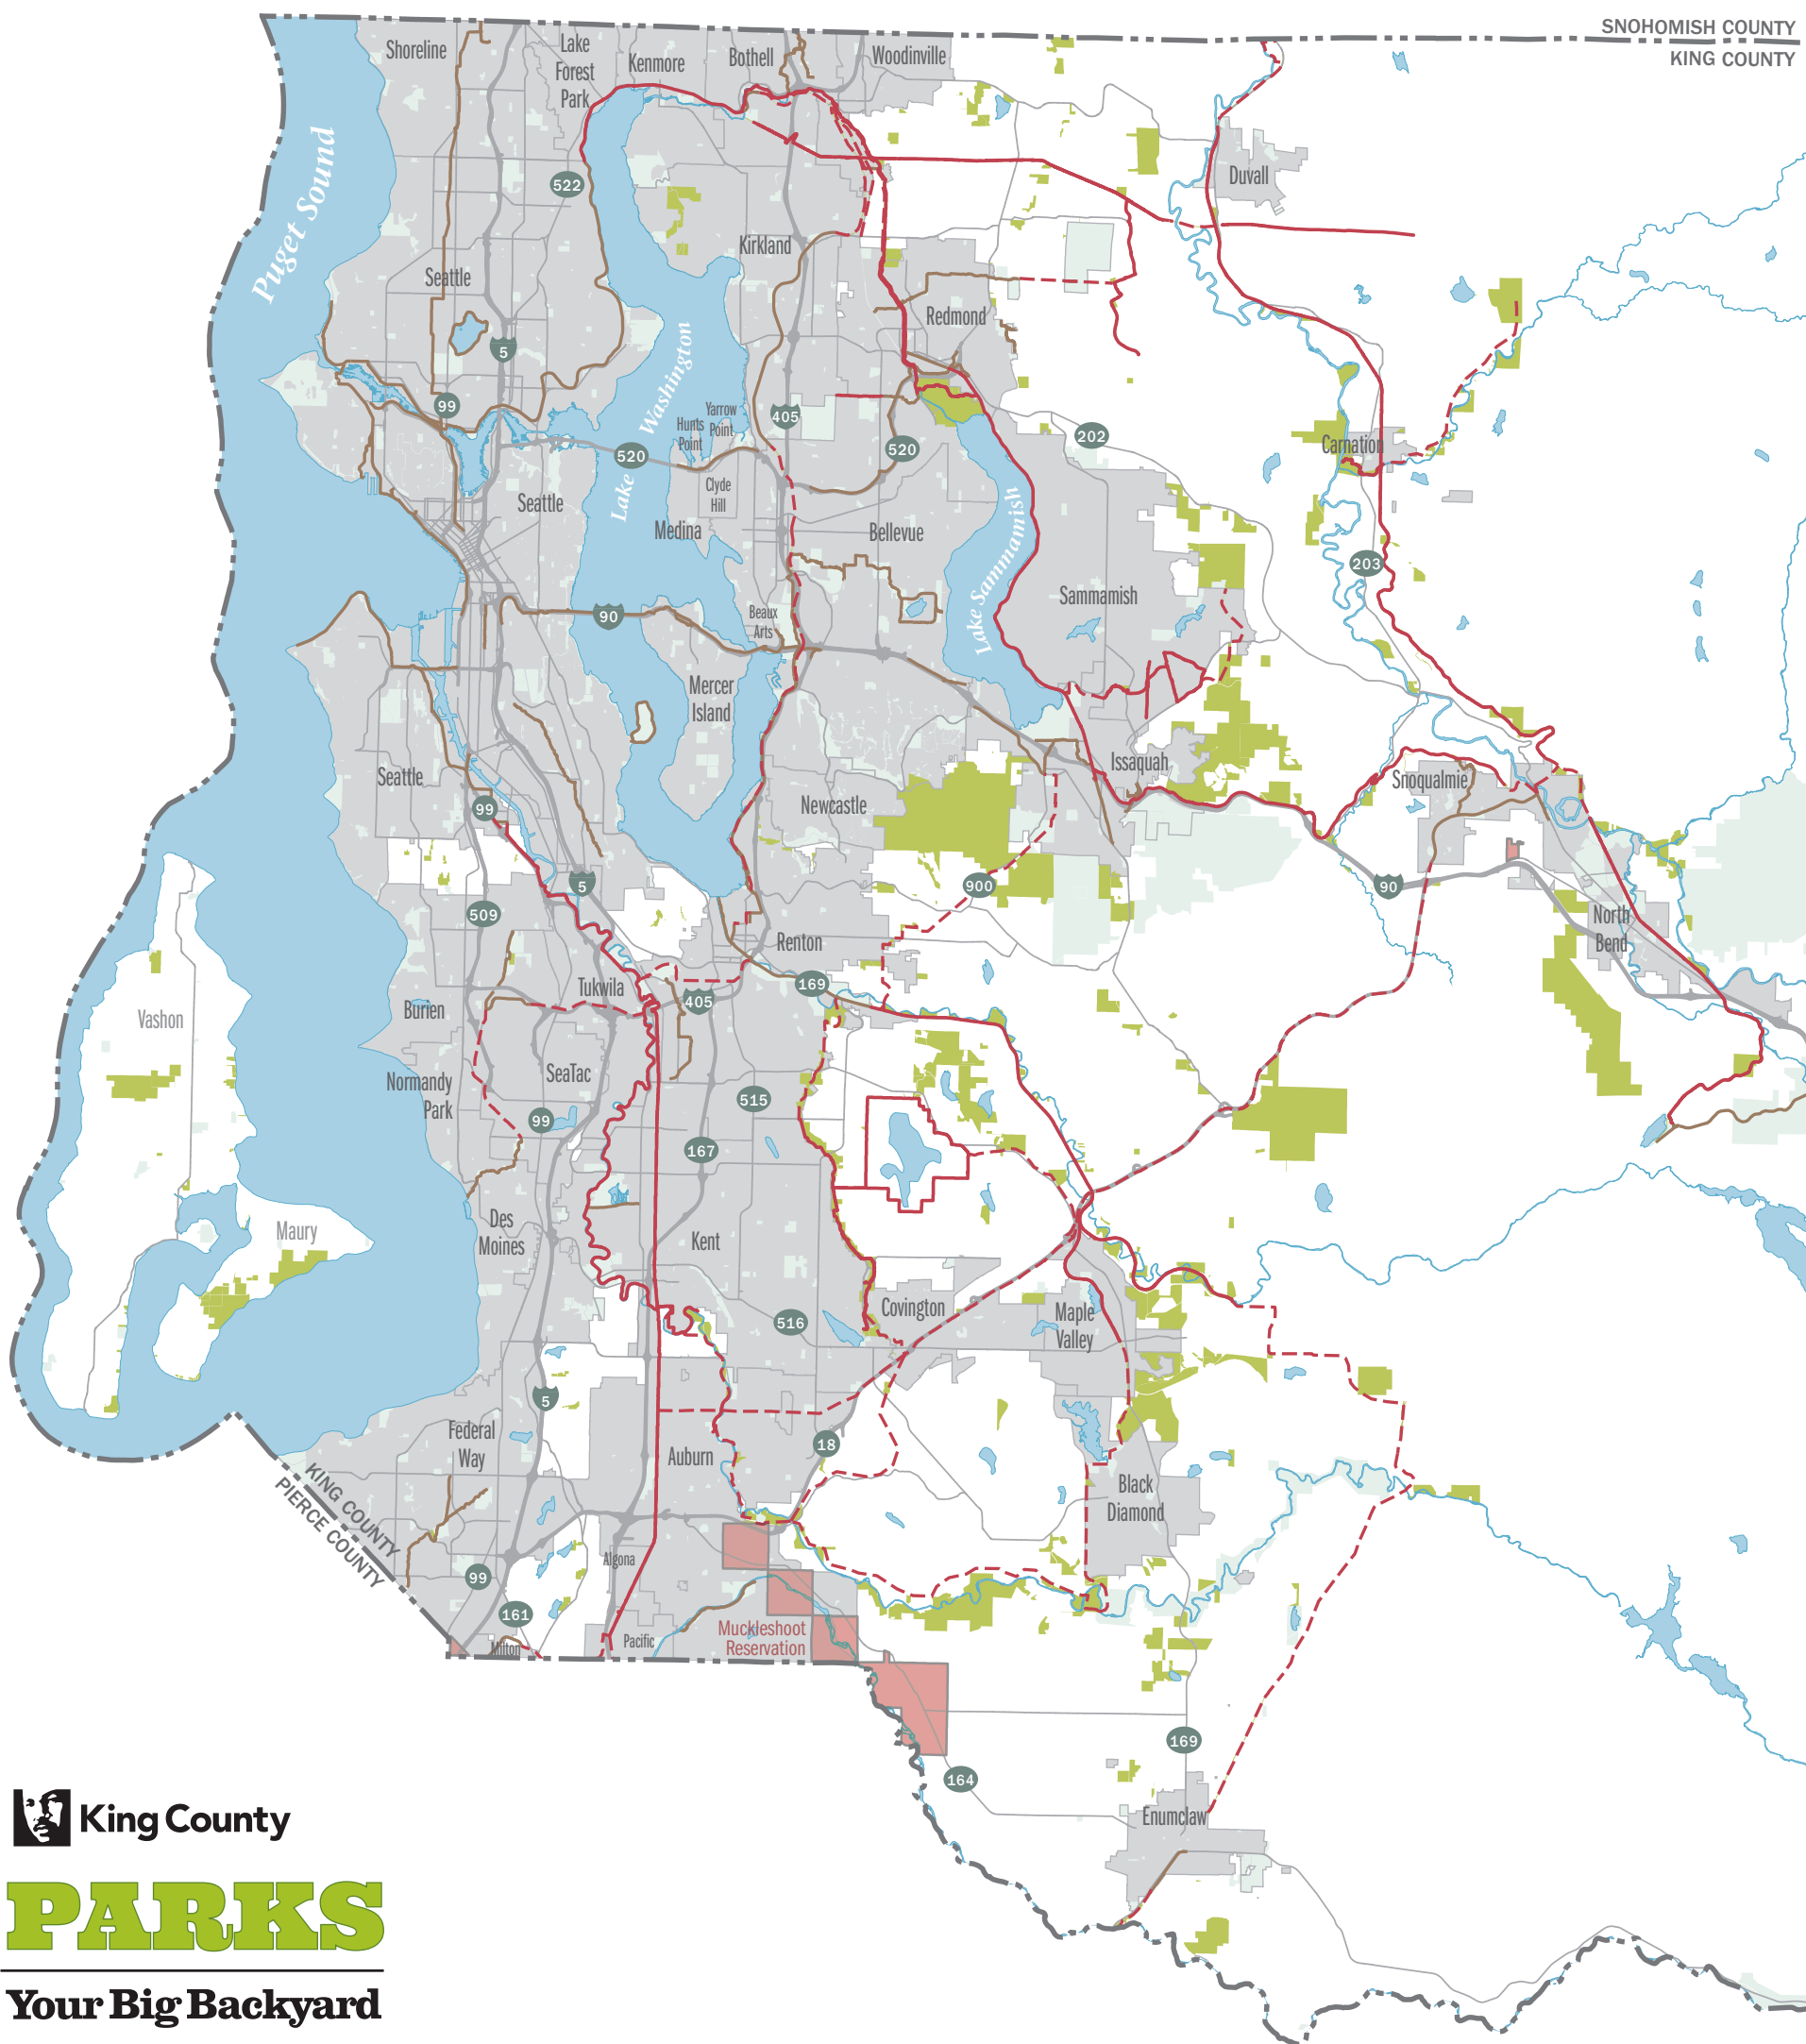 SNOHOMISH COUNTY
KING COUNTY
Shoreline
Lake
Forest
Park
Kenmore
Bothell
Woodinville
Puget Sound
522
Duvall
Kirkland
Seattle
Redmond
5
Lake Washington
99
Hunts
Point
Yarrow
Point
405
202
Carnation
520
520
Clyde
Hill
Seattle
Medina
Bellevue
Lake Sammamish
203
Sammamish
90
Beaux
Arts
Mercer
Island
Seattle
Issaquah
Snoqualmie
99
Newcastle
5
900
90
509
North
Bend
Renton
Tukwila
169
405
Vashon
Burien
SeaTac
Normandy
Park
515
99
167
Des
Moines
Maury
Kent
Covington
Maple
Valley
516
5
Federal
Way
18
Auburn
Black
Diamond
KING COUNTY
PIERCE COUNTY
Algona
99
161
Milton
Pacific
Muckleshoot
Reservation
169
164
Enumclaw
King County
PARKS
Your Big Backyard